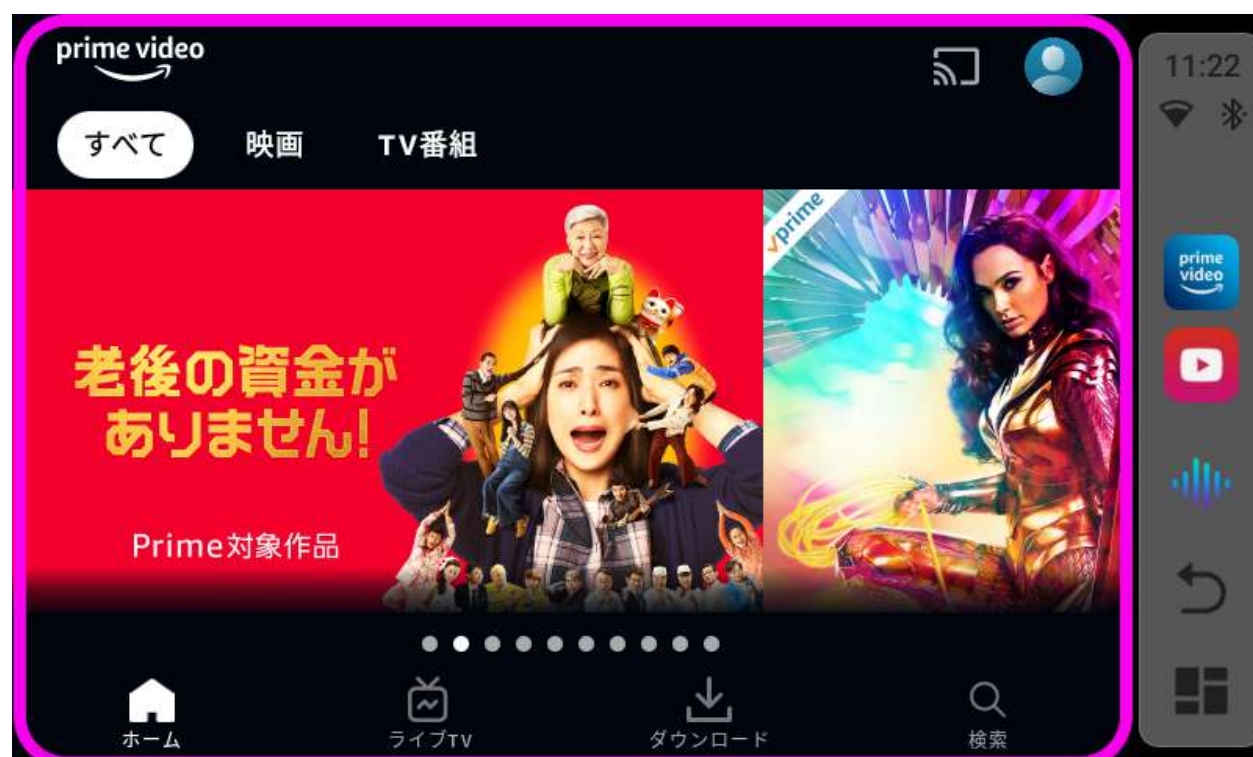 prime video
すべて 映画 TV番組
老後の資金が
ありません!
Prime対象作品
prime
ホーム ライブTV ダウンロード 検索
11:22
prime
video